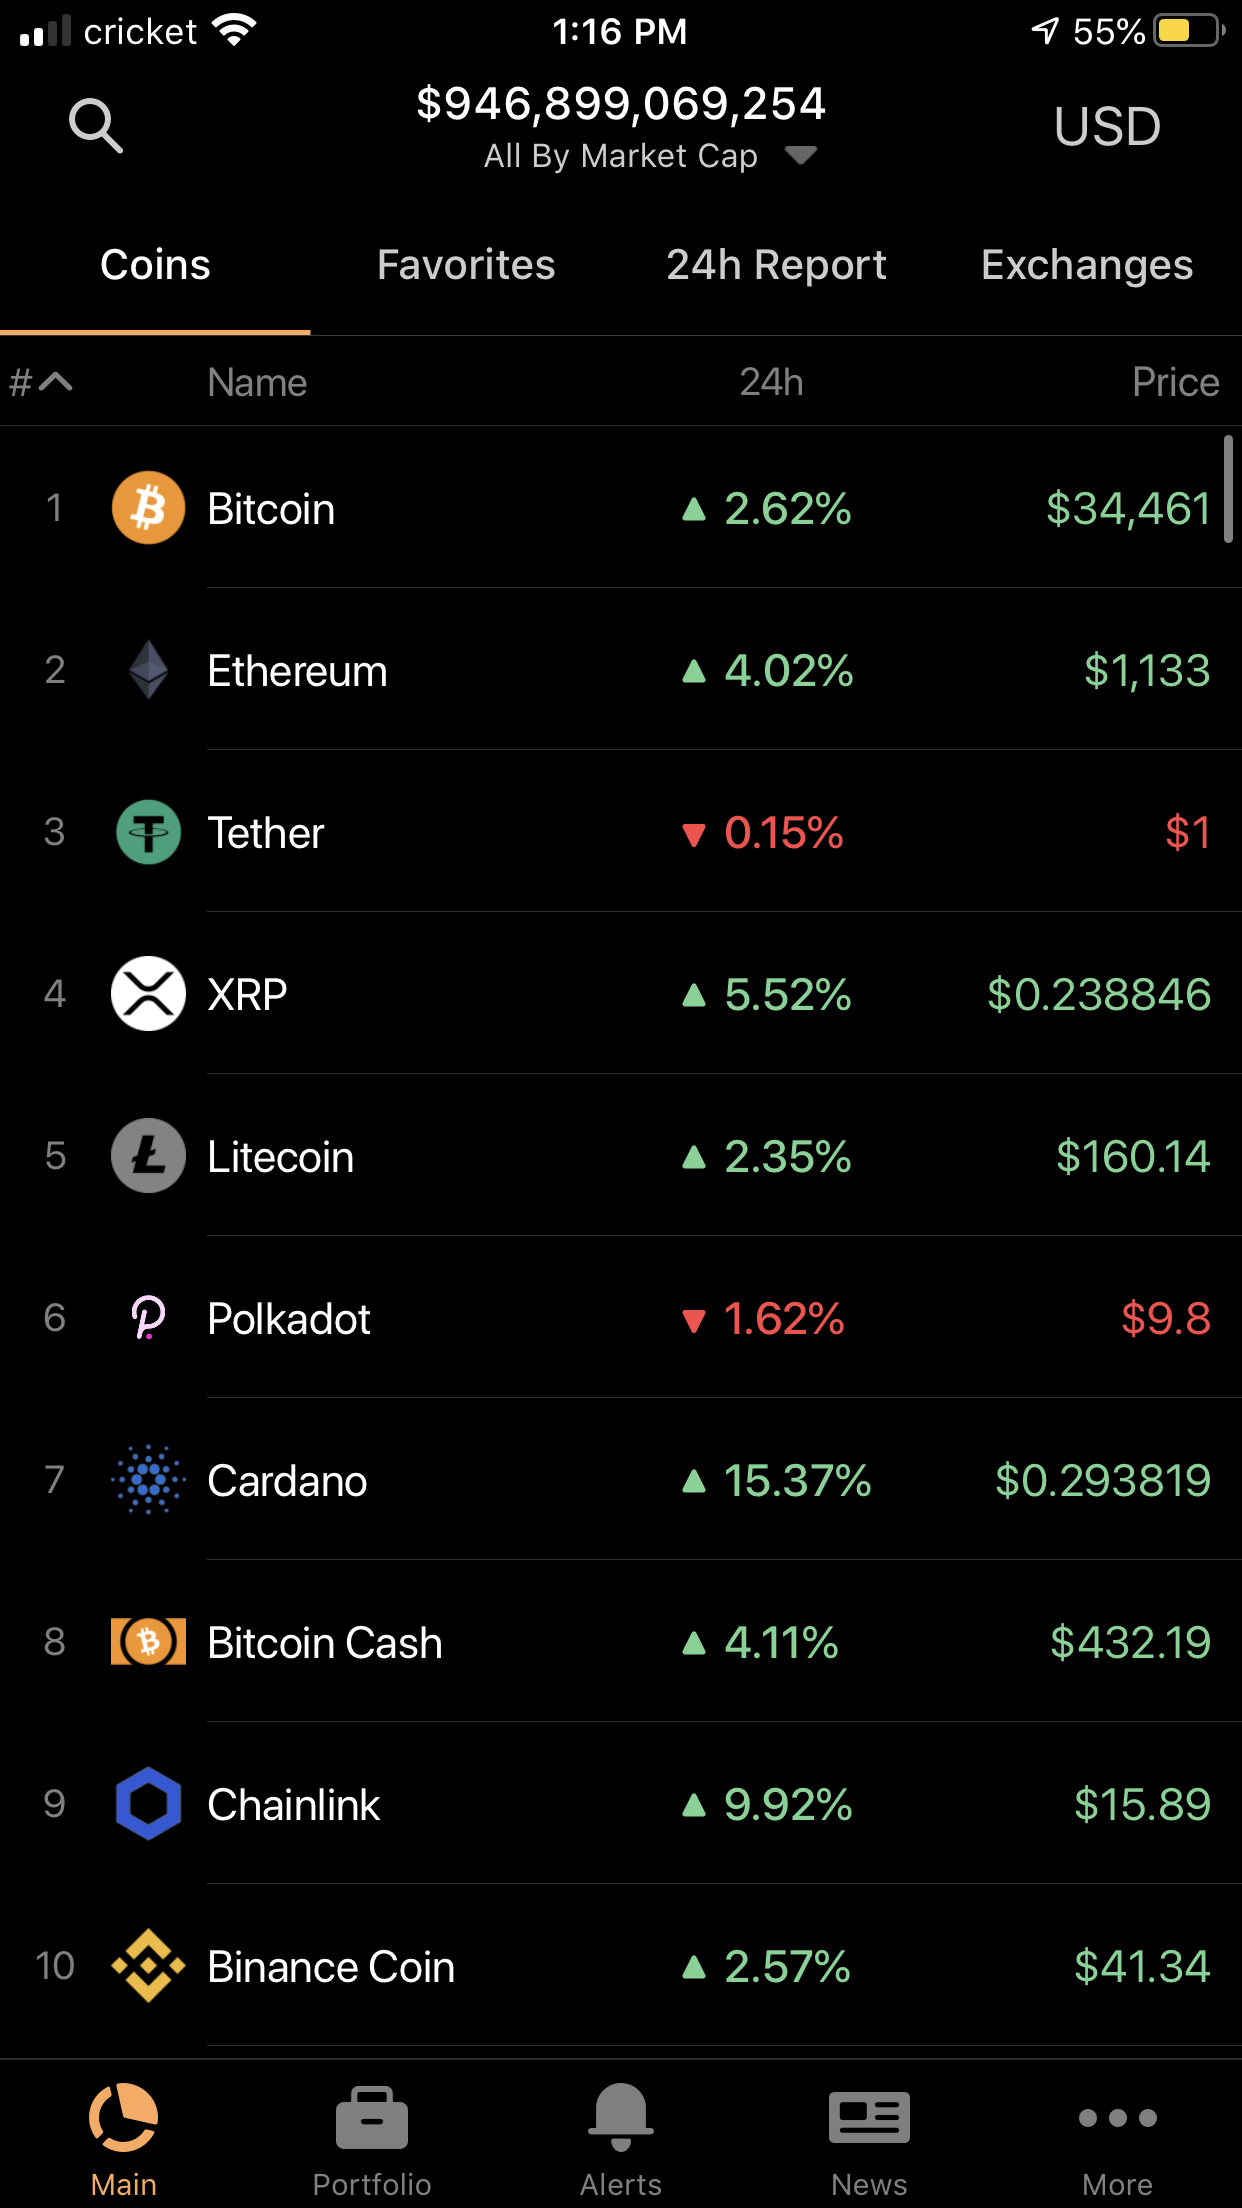 cricket 1:16 PM 55%
$946,899,069,254
All By Market Cap
USD
Coins Favorites 24h Report Exchanges
# Name 24h Price
1 Bitcoin 2.62% $34,461
2 Ethereum 4.02% $1,133
3 Tether 0.15% $1
4 XRP 5.52% $0.238846
5 Litecoin 2.35% $160.14
6 Polkadot 1.62% $9.8
7 Cardano 15.37% $0.293819
8 Bitcoin Cash 4.11% $432.19
9 Chainlink 9.92% $15.89
10 Binance Coin 2.57% $41.34
Main Portfolio Alerts News More